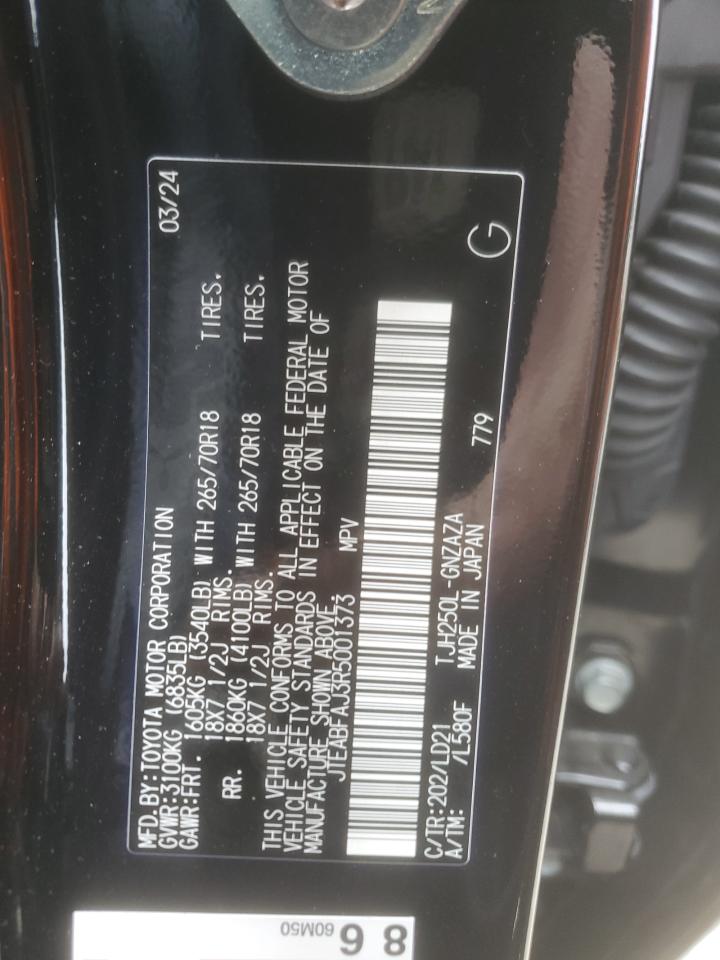 MFD.BY:TOYOTA MOTOR CORPORATION 03/24
GVWR:3100KG (6835LB)
GAWR:FRT. 1605KG (3540LB) WITH 265/70R18 TIRES.
18X7 1/2J RIMS.
RR. 1860KG (4100LB) WITH 265/70R18 TIRES.
18X7 1/2J RIMS.
THIS VEHICLE CONFORMS TO ALL APPLICABLE FEDERAL MOTOR
VEHICLE SAFETY STANDARDS IN EFFECT ON THE DATE OF
MANUFACTURE SHOWN ABOVE.
JTEABFAJ3R5001373 MPV
C/TR:202/LD21 TJH250L-GNZAZA
A/TM: /L580F MADE IN JAPAN 779
G
60M50
86